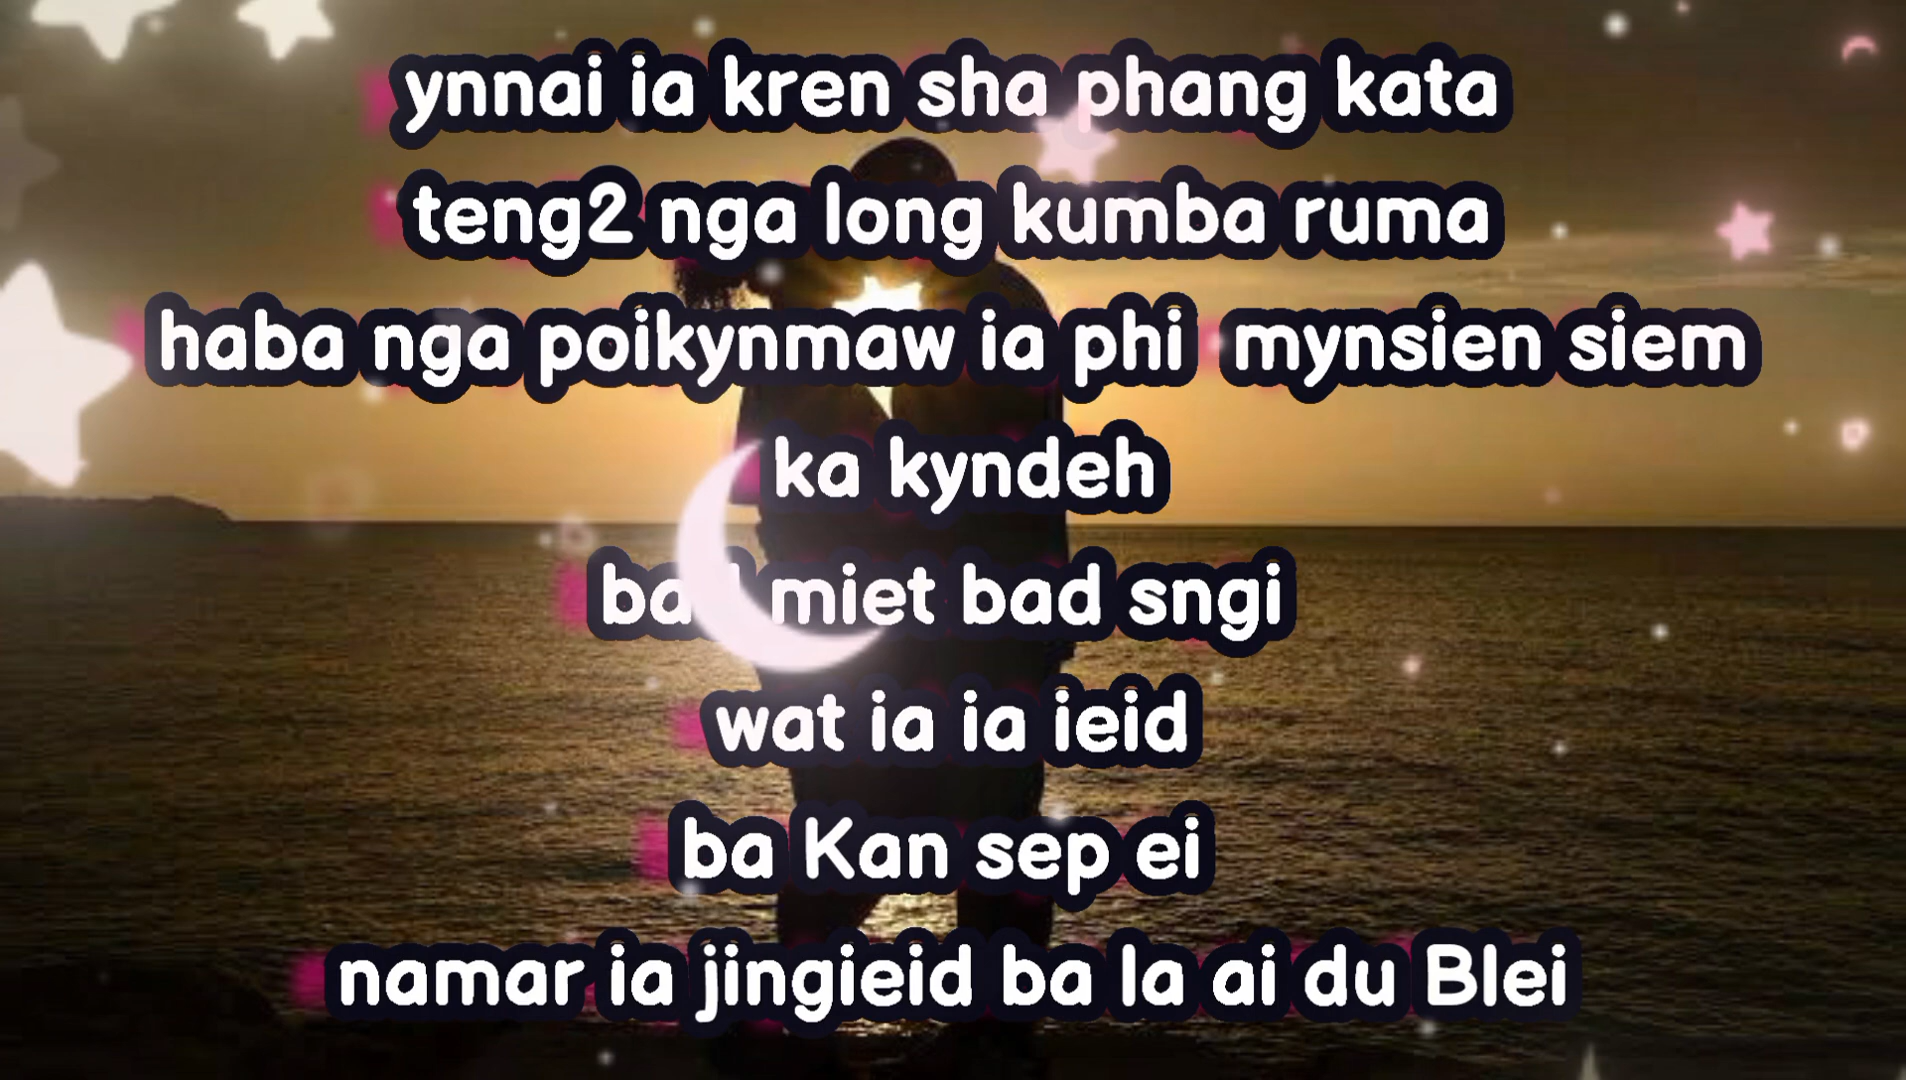 ynnai ia kren sha phang kata
teng2 nga long kumba ruma
haba nga poikynmaw ia phi mynsien siem
ka kyndeh
bad miet bad sngi
wat ia ia ieid
ba Kan sep ei
namar ia jingieid ba la ai du Blei